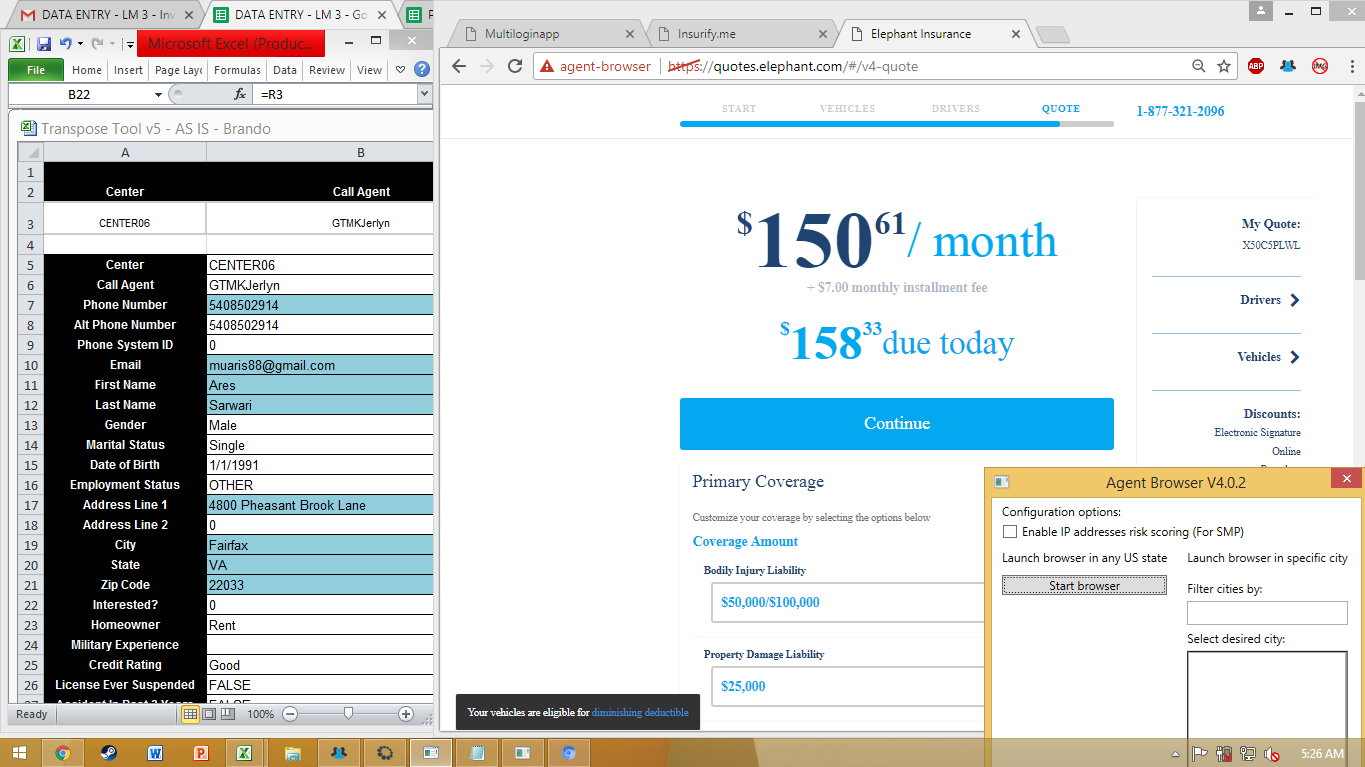 DATA ENTRY - LM 3 - Inv
DATA ENTRY - LM 3 - Go
Microsoft Excel (Produc...
File
Home
Insert
Page Layo
Formulas
Data
Review
View
B22
fx
=R3
Transpose Tool v5 - AS IS - Brando
A
B
1
2 Center Call Agent
3 CENTER06 GTMKJerlyn
4
5 Center CENTER06
6 Call Agent GTMKJerlyn
7 Phone Number 5408502914
8 Alt Phone Number 5408502914
9 Phone System ID 0
10 Email muaris88@gmail.com
11 First Name Ares
12 Last Name Sarwari
13 Gender Male
14 Marital Status Single
15 Date of Birth 1/1/1991
16 Employment Status OTHER
17 Address Line 1 4800 Pheasant Brook Lane
18 Address Line 2 0
19 City Fairfax
20 State VA
21 Zip Code 22033
22 Interested? 0
23 Homeowner Rent
24 Military Experience
25 Credit Rating Good
26 License Ever Suspended FALSE
Ready
100%
Multiloginapp
Insurify.me
Elephant Insurance
agent-browser
https://quotes.elephant.com/#/v4-quote
ABP
START
VEHICLES
DRIVERS
QUOTE
1-877-321-2096
$150 61 / month
+ $7.00 monthly installment fee
$158 33 due today
Continue
My Quote:
X50C5PLWL
Drivers
Vehicles
Discounts:
Electronic Signature
Online
Primary Coverage
Customize your coverage by selecting the options below
Coverage Amount
Bodily Injury Liability
$50,000/$100,000
Property Damage Liability
$25,000
Your vehicles are eligible for diminishing deductible
Agent Browser V4.0.2
Configuration options:
Enable IP addresses risk scoring (For SMP)
Launch browser in any US state
Launch browser in specific city
Start browser
Filter cities by:
Select desired city:
5:26 AM